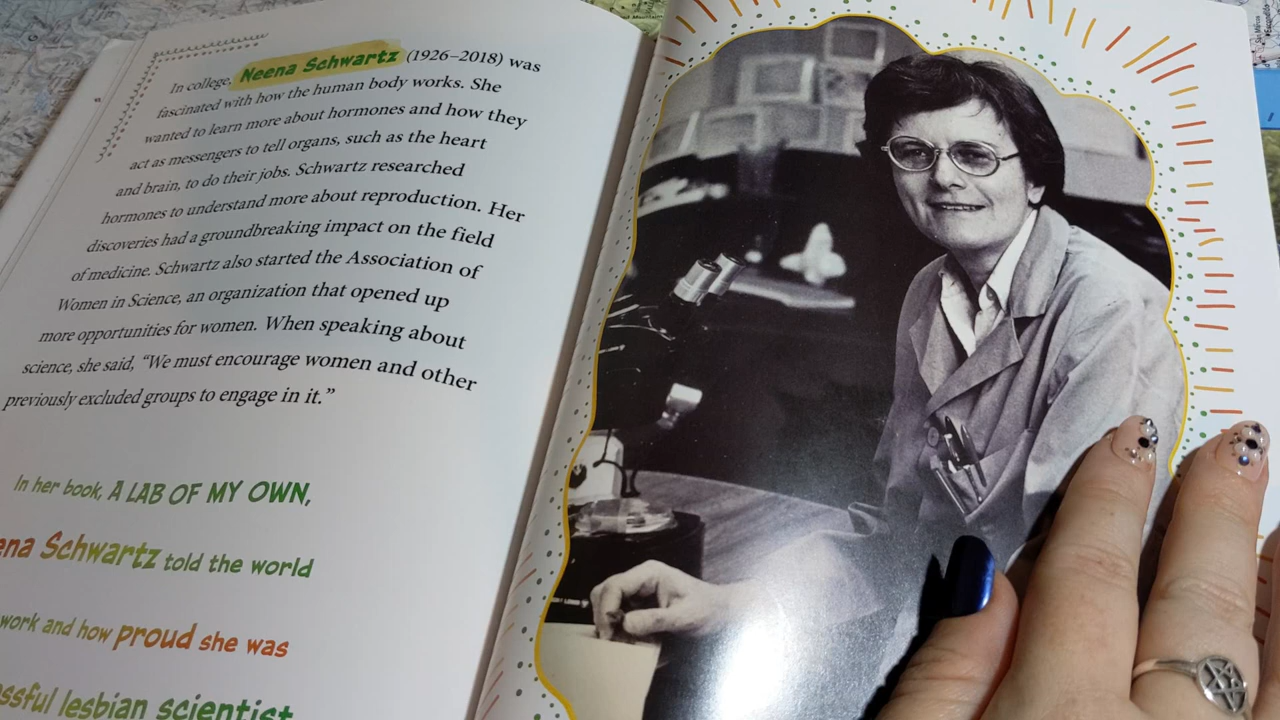 In college, Neena Schwartz (1926–2018) was
fascinated with how the human body works. She
wanted to learn more about hormones and how they
act as messengers to tell organs, such as the heart
and brain, to do their jobs. Schwartz researched
hormones to understand more about reproduction. Her
discoveries had a groundbreaking impact on the field
of medicine. Schwartz also started the Association of
Women in Science, an organization that opened up
more opportunities for women. When speaking about
science, she said, “We must encourage women and other
previously excluded groups to engage in it.”
In her book, A LAB OF MY OWN,
ena Schwartz told the world
work and how proud she was
ssful lesbian scientist